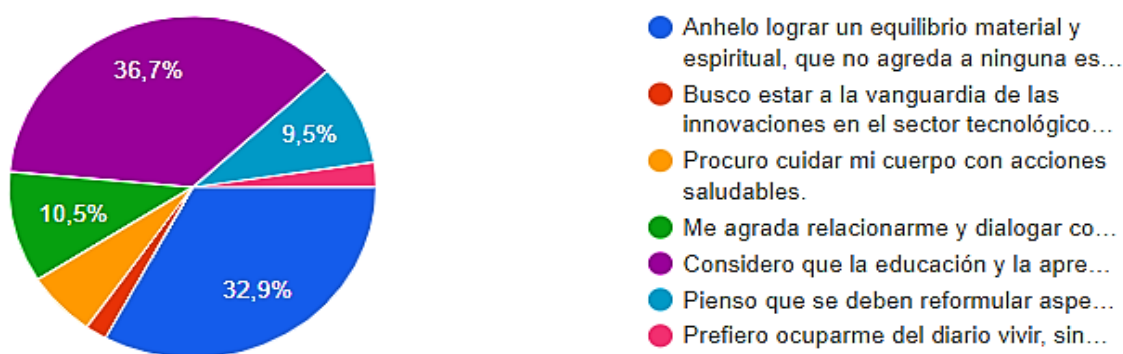 36,7%
9,5%
10,5%
32,9%
Anhelo lograr un equilibrio material y
espiritual, que no agreda a ninguna es...
Busco estar a la vanguardia de las
innovaciones en el sector tecnológico...
Procuro cuidar mi cuerpo con acciones
saludables.
Me agrada relacionarme y dialogar co...
Considero que la educación y la apre...
Pienso que se deben reformular aspe...
Prefiero ocuparme del diario vivir, sin...